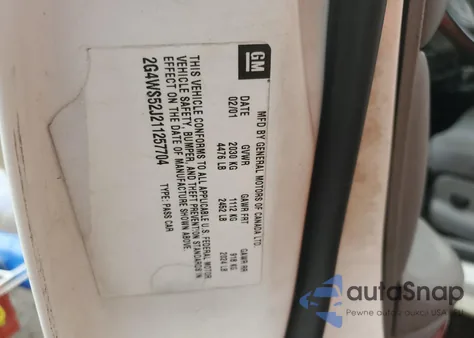 GM
MFD BY GENERAL MOTORS OF CANADA LTD.
DATE GVWR GAWR FRT GAWR RR
02/01 2030 KG 1112 KG 918 KG
4476 LB 2452 LB 2024 LB
THIS VEHICLE CONFORMS TO ALL APPLICABLE U.S. FEDERAL MOTOR
VEHICLE SAFETY, BUMPER, AND THEFT PREVENTION STANDARDS IN
EFFECT ON THE DATE OF MANUFACTURE SHOWN ABOVE.
2G4WS52J211257704 TYPE: PASS CAR
autoSnap
Pewne auto z USA